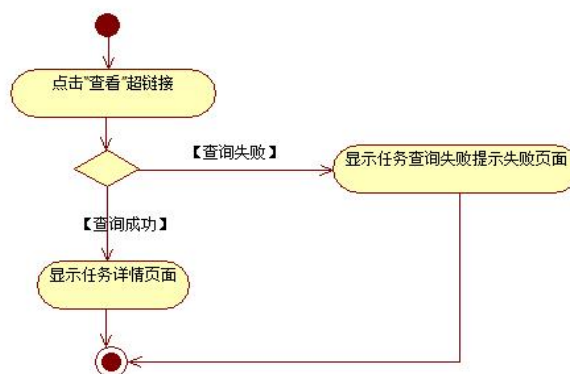 点击"查看"超链接
【查询失败】
显示任务查询失败提示失败页面
【查询成功】
显示任务详情页面